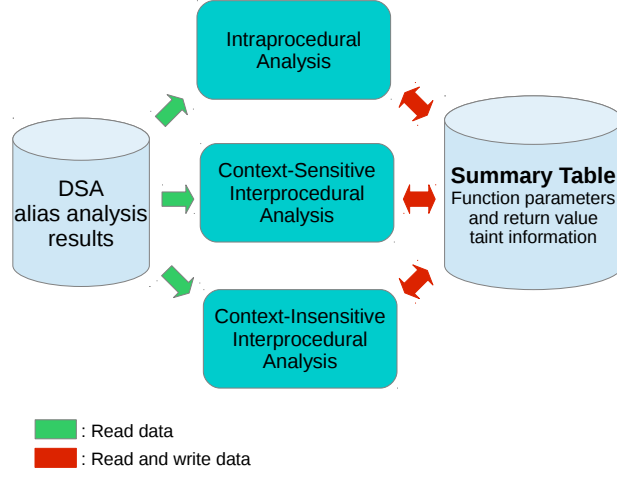 Intraprocedural
Analysis
DSA
alias analysis
results
Context-Sensitive
Interprocedural
Analysis
Summary Table
Function parameters
and return value
taint information
Context-Insensitive
Interprocedural
Analysis
: Read data
: Read and write data